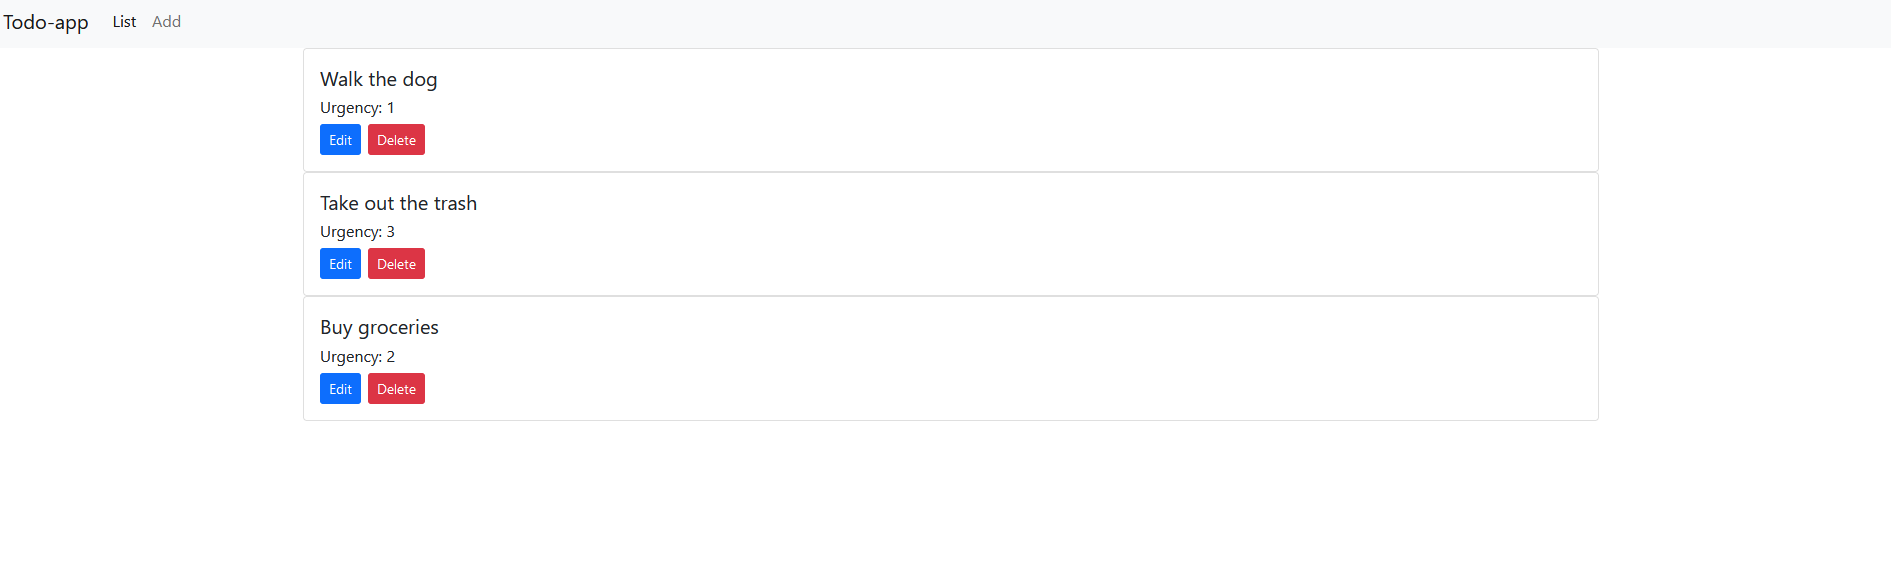 Todo-app List Add
Walk the dog
Urgency: 1
Edit Delete
Take out the trash
Urgency: 3
Edit Delete
Buy groceries
Urgency: 2
Edit Delete